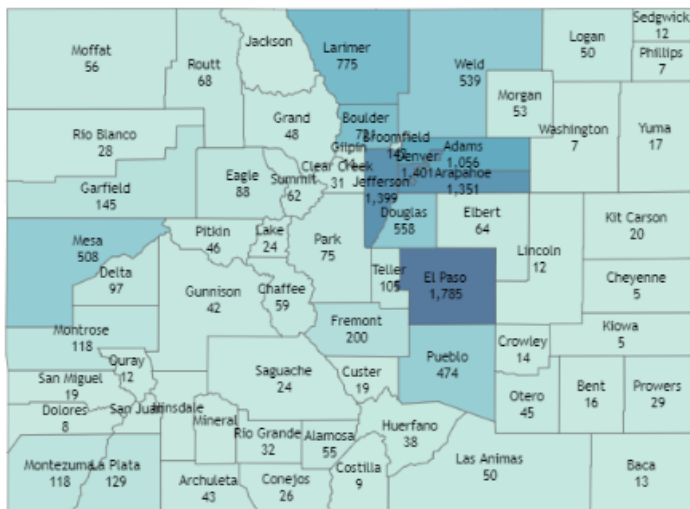 Moffat
56
Routt
68
Jackson
Larimer
775
Weld
539
Logan
50
Sedgwick
12
Phillips
7
Morgan
53
Washington
7
Yuma
17
Rio Blanco
28
Grand
48
Boulder
Broomfield
Gilpin
Adams
1,056
Denver
1,401
Arapahoe
1,351
Clear Creek
31
Jefferson
1,399
Garfield
145
Eagle
88
Summit
62
Douglas
558
Elbert
64
Kit Carson
20
Mesa
508
Pitkin
46
Lake
24
Park
75
Lincoln
12
Delta
97
Gunnison
42
Chaffee
59
Teller
105
El Paso
1,785
Cheyenne
5
Montrose
118
Fremont
200
Kiowa
5
Ouray
12
Crowley
14
Pueblo
474
San Miguel
19
Saguache
24
Custer
19
Otero
45
Bent
16
Prowers
29
Dolores
8
San Juan
Hinsdale
Mineral
Rio Grande
32
Alamosa
55
Huerfano
38
Montezuma
118
La Plata
129
Archuleta
43
Conejos
26
Costilla
9
Las Animas
50
Baca
13